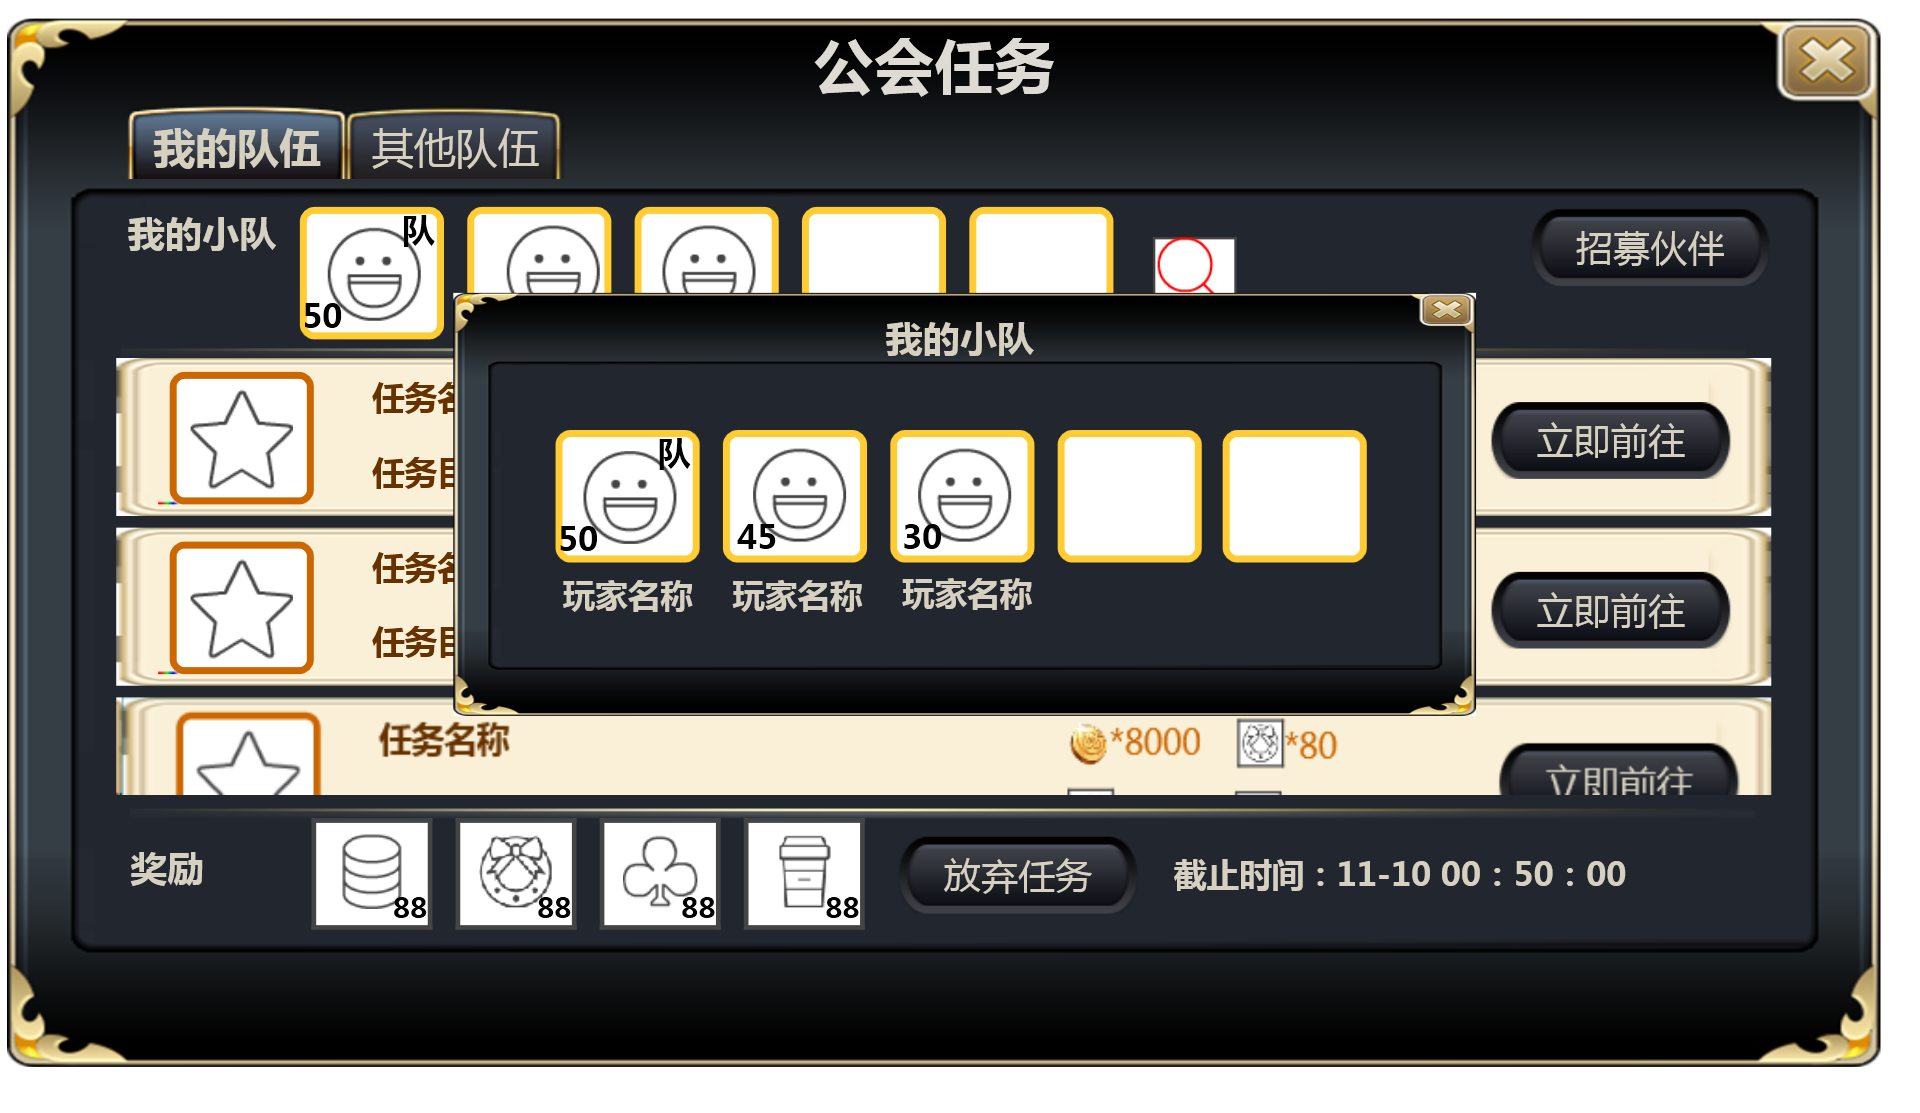 公会任务
我的队伍
其他队伍
我的小队
队
50
招募伙伴
我的小队
任务名
任务目
立即前往
队
50
45
30
玩家名称
玩家名称
玩家名称
任务名
任务目
立即前往
任务名称
*8000
*80
立即前往
奖励
88
88
88
88
放弃任务
截止时间：11-10 00：50：00